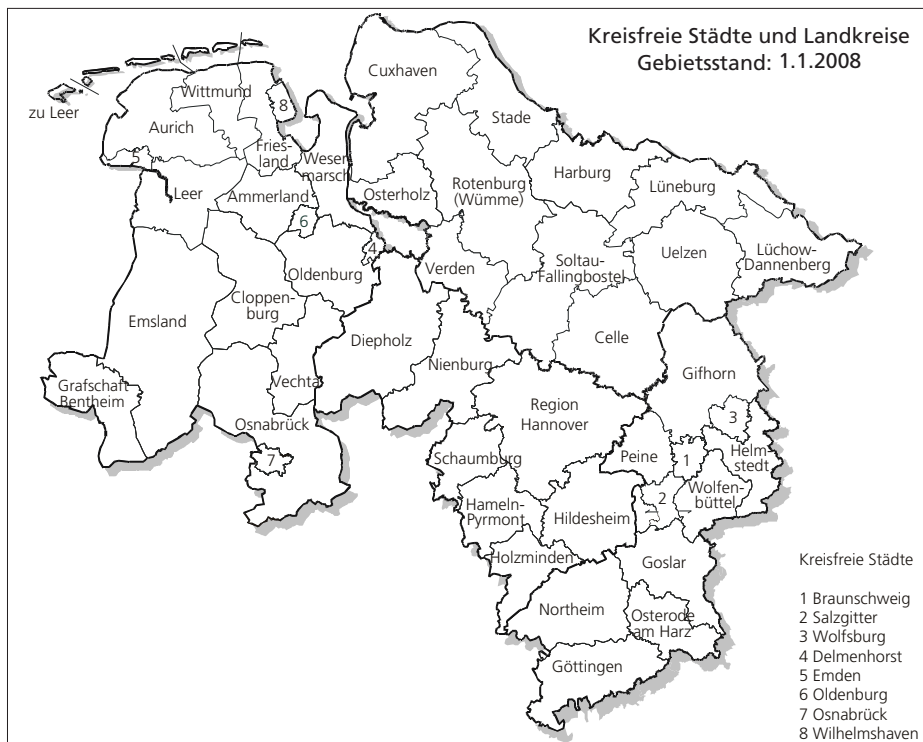 Kreisfreie Städte und Landkreise
Gebietsstand: 1.1.2008
zu Leer
Wittmund
Aurich
8
5
Fries-
land
Weser-
marsch
Leer
Ammerland
6
4
Oldenburg
Cloppen-
burg
Emsland
Grafschaft
Bentheim
Vechta
Osnabrück
7
Cuxhaven
Stade
Osterholz
Rotenburg
(Wümme)
Harburg
Lüneburg
Verden
Soltau-
Fallingbostel
Uelzen
Lüchow-
Dannenberg
Celle
Diepholz
Nienburg
Gifhorn
Region
Hannover
3
Peine
1
Helm-
stedt
Schaumburg
2
Wolfen-
büttel
Hameln-
Pyrmont
Hildesheim
Holzminden
Goslar
Northeim
Osterode
am Harz
Göttingen
Kreisfreie Städte
1 Braunschweig
2 Salzgitter
3 Wolfsburg
4 Delmenhorst
5 Emden
6 Oldenburg
7 Osnabrück
8 Wilhelmshaven